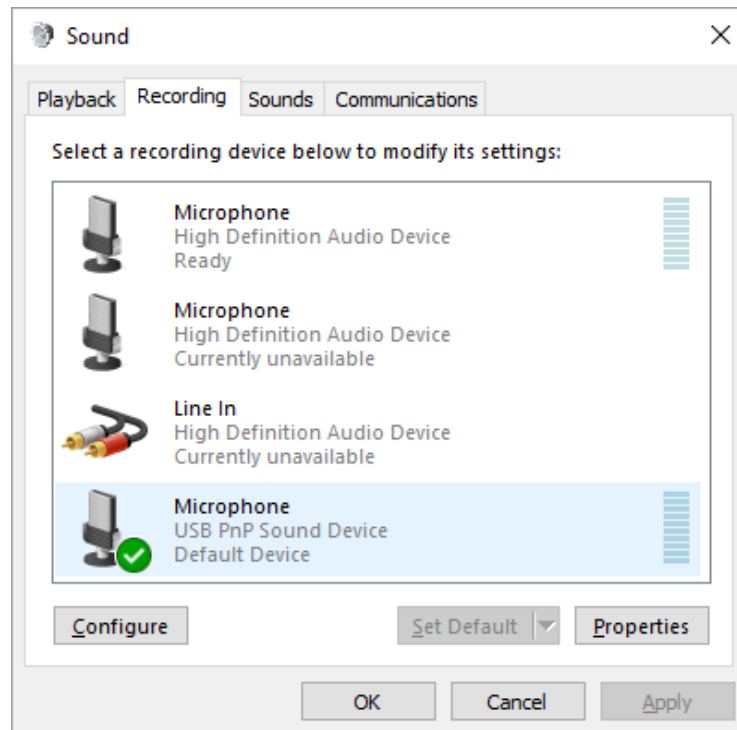 Sound
Playback Recording Sounds Communications
Select a recording device below to modify its settings:
Microphone
High Definition Audio Device
Ready
Microphone
High Definition Audio Device
Currently unavailable
Line In
High Definition Audio Device
Currently unavailable
Microphone
USB PnP Sound Device
Default Device
Configure Set Default Properties
OK Cancel Apply